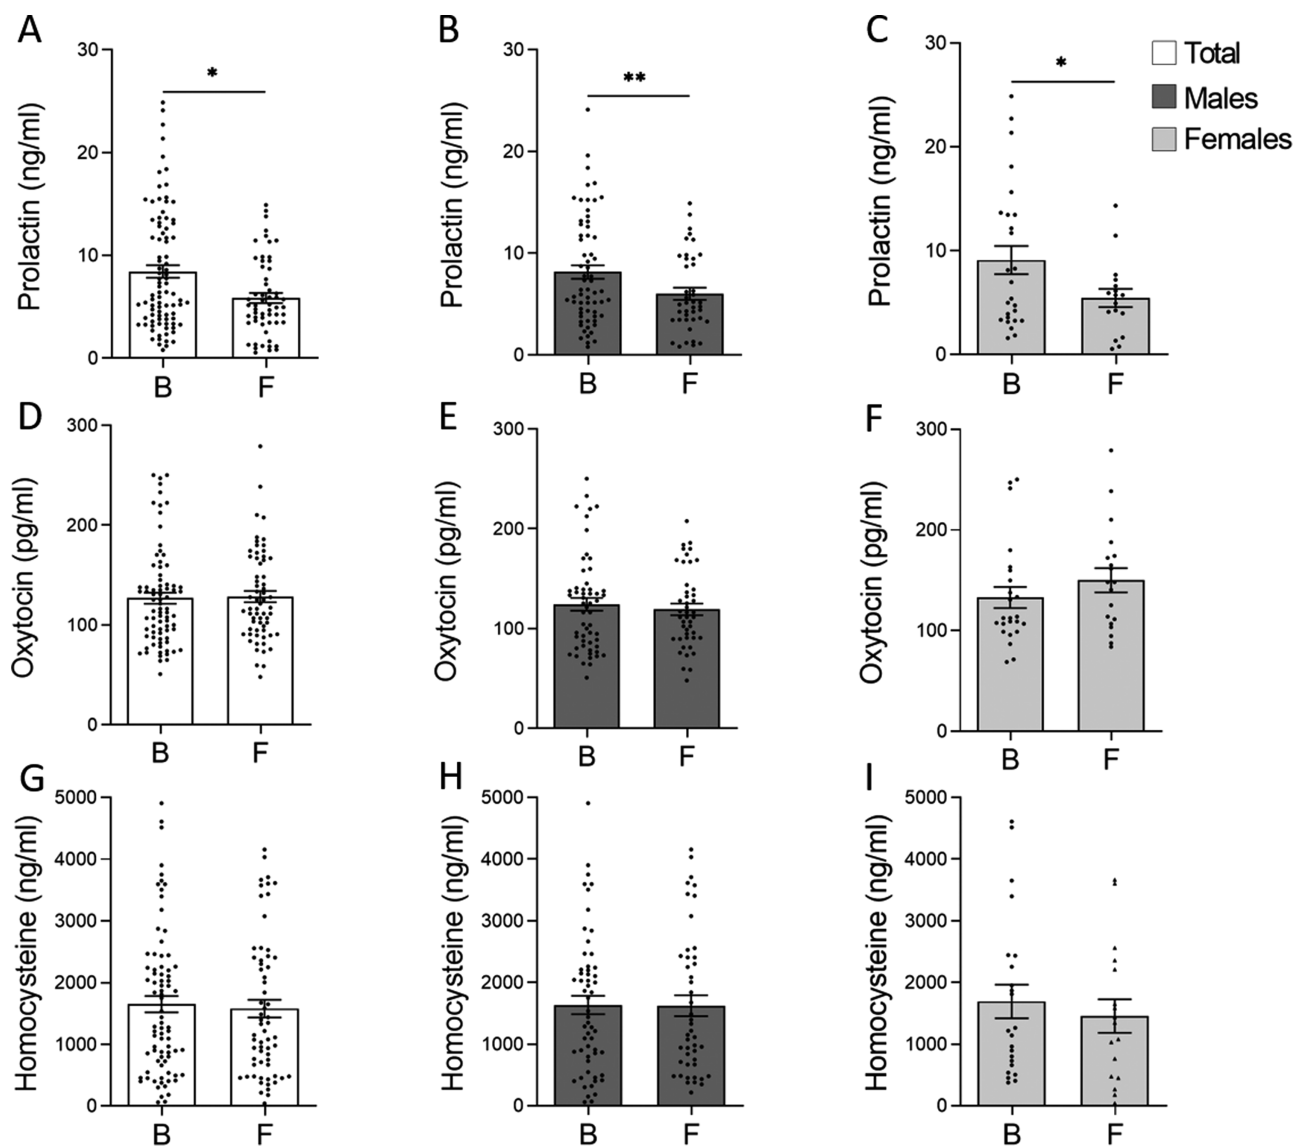 A
Prolactin (ng/ml)
30
20
10
0
*
B
F
B
Prolactin (ng/ml)
30
20
10
0
**
B
F
C
Prolactin (ng/ml)
30
20
10
0
*
B
F
Total
Males
Females
D
Oxytocin (pg/ml)
300
200
100
0
B
F
E
Oxytocin (pg/ml)
300
200
100
0
B
F
F
Oxytocin (pg/ml)
300
200
100
0
B
F
G
Homocysteine (ng/ml)
5000
4000
3000
2000
1000
0
B
F
H
Homocysteine (ng/ml)
5000
4000
3000
2000
1000
0
B
F
I
Homocysteine (ng/ml)
5000
4000
3000
2000
1000
0
B
F